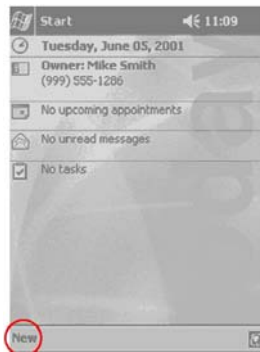 Start 11:09
Tuesday, June 05, 2001
Owner: Mike Smith
(999) 555-1286
No upcoming appointments
No unread messages
No tasks
New